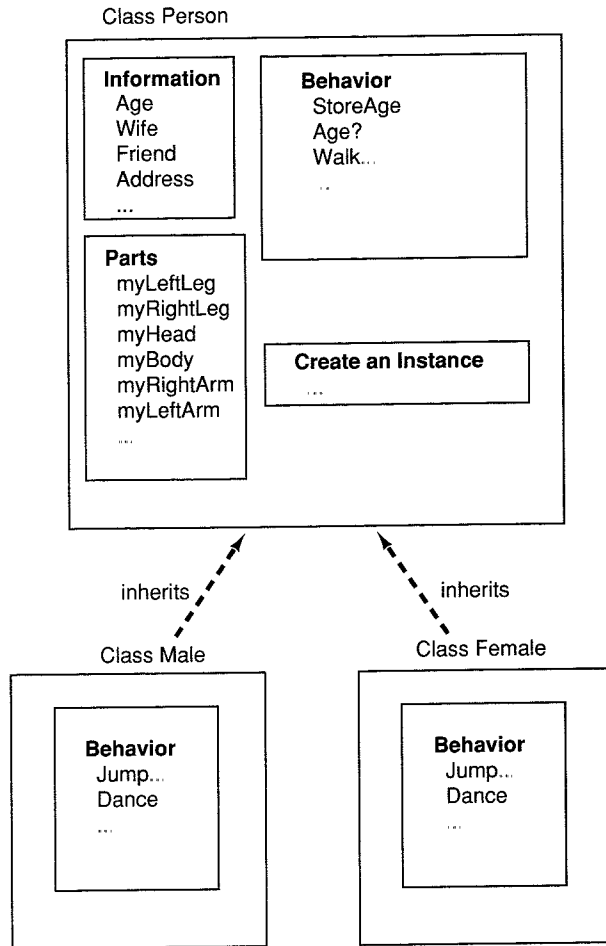 Class Person
Information
Age
Wife
Friend
Address
...
Behavior
StoreAge
Age?
Walk...
...
Parts
myLeftLeg
myRightLeg
myHead
myBody
myRightArm
myLeftArm
....
Create an Instance
...
inherits
inherits
Class Male
Class Female
Behavior
Jump...
Dance
....
Behavior
Jump...
Dance
....